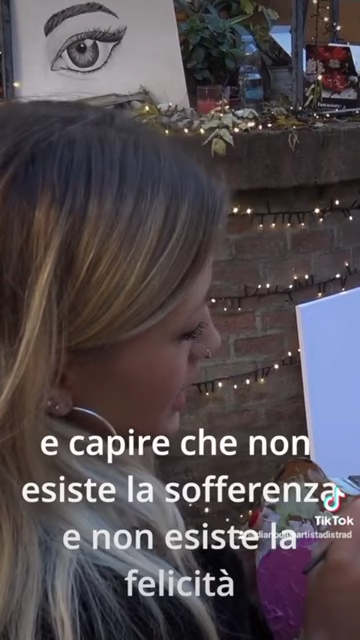 e capire che non
esiste la sofferenza
e non esiste la
felicità
TikTok